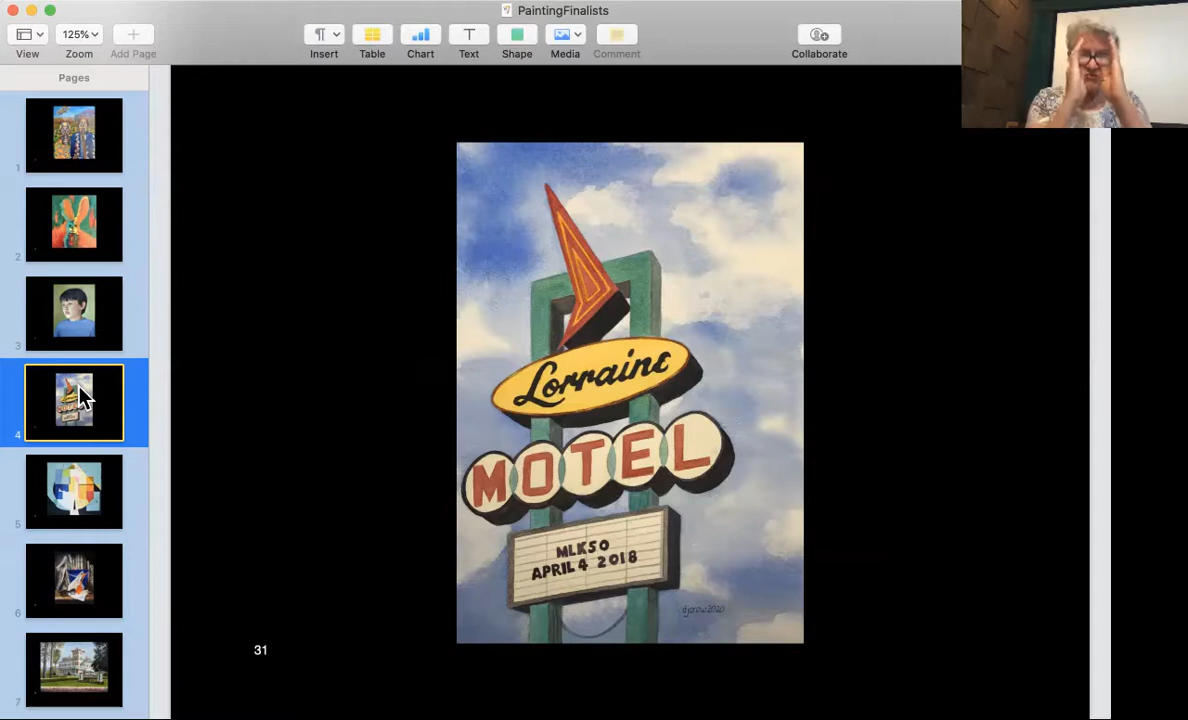 PaintingFinalists
125%
View
Zoom
Add Page
Insert
Table
Chart
Text
Shape
Media
Comment
Collaborate
Pages
1
2
3
4
5
6
7
Lorraine
MOTEL
MLK50
APRIL 4 2018
31